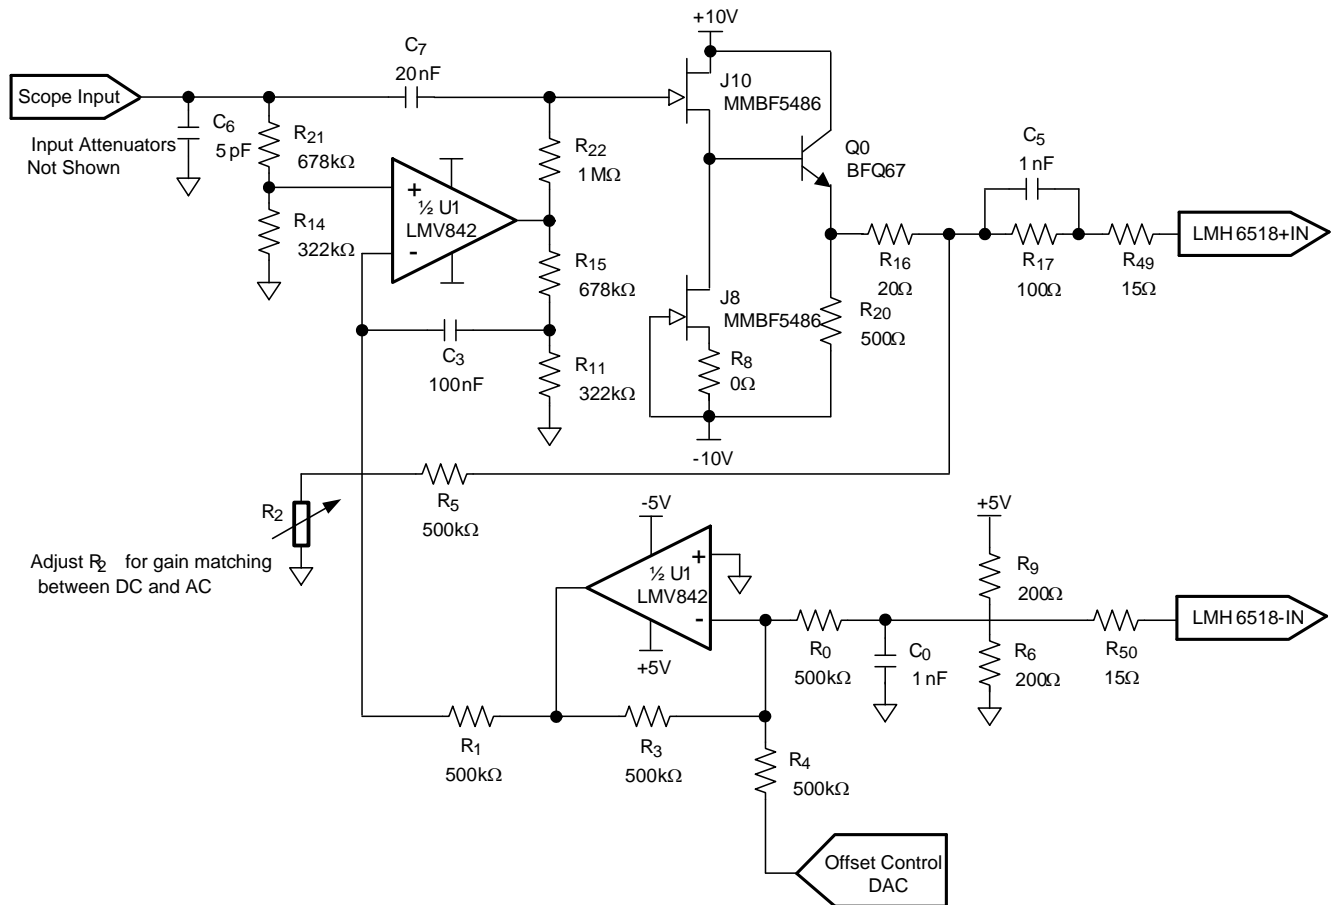 +10V
C7
20nF
Scope Input
J10
MMBF5486
C6
5pF
Input Attenuators
Not Shown
R21
678kΩ
R22
1MΩ
C5
1nF
Q0
BFQ67
+
½ U1
LMV842
-
R14
322kΩ
R16
20Ω
R17
100Ω
R49
15Ω
LMH6518+IN
R15
678kΩ
J8
MMBF5486
R20
500Ω
C3
100nF
R11
322kΩ
R8
0Ω
-10V
R5
500kΩ
R2
Adjust R2 for gain matching
between DC and AC
-5V
+
½ U1
LMV842
-
+5V
+5V
R9
200Ω
R0
500kΩ
C0
1nF
R6
200Ω
R50
15Ω
LMH6518-IN
R1
500kΩ
R3
500kΩ
R4
500kΩ
Offset Control
DAC